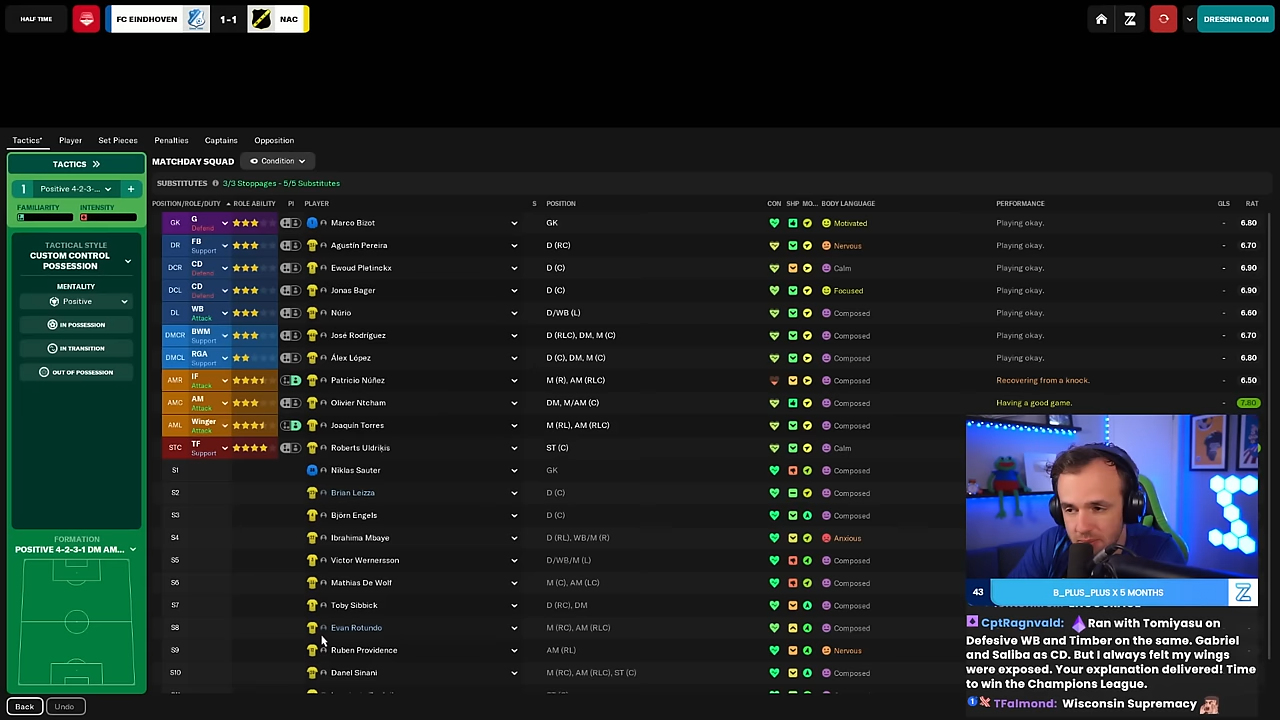 HALF TIME FC EINDHOVEN 1-1 NAC DRESSING ROOM
Tactics* Player Set Pieces Penalties Captains Opposition
TACTICS MATCHDAY SQUAD Condition
1 Positive 4-2-3-... + SUBSTITUTES 3/3 Stoppages - 5/5 Substitutes
FAMILIARITY INTENSITY
POSITION/ROLE/DUTY ROLE ABILITY PI PLAYER S POSITION CON SHP MO... BODY LANGUAGE PERFORMANCE GLS RAT
GK G Defend Marco Bizot GK Motivated Playing okay. - 6.80
DR FB Support Agustín Pereira D (RC) Nervous Playing okay. - 6.70
DCR CD Defend Ewoud Pletinckx D (C) Calm Playing okay. - 6.90
DCL CD Defend Jonas Bager D (C) Focused Playing okay. - 6.90
DL WB Attack Núrio D/WB (L) Composed Playing okay. - 6.60
DMCR BWM Support José Rodríguez D (RLC), DM, M (C) Composed Playing okay. - 6.70
DMCL RGA Support Álex López D (C), DM, M (C) Composed Playing okay. - 6.80
AMR IF Attack Patricio Núñez M (R), AM (RLC) Composed Recovering from a knock. - 6.50
AMC AM Attack Olivier Ntcham DM, M/AM (C) Composed Having a good game. - 7.80
AML Winger Attack Joaquín Torres M (RL), AM (RLC) Composed
STC TF Support Roberts Uldriķis ST (C) Calm
S1 Niklas Sauter GK Composed
S2 Brian Leizza D (C) Composed
S3 Björn Engels D (C) Composed
S4 Ibrahima Mbaye D (RL), WB/M (R) Anxious
S5 Victor Wernersson D/WB/M (L) Composed
S6 Mathias De Wolf M (C), AM (LC) Composed
S7 Toby Sibbick D (RC), DM Composed
S8 Evan Rotundo M (RC), AM (RLC) Composed
S9 Ruben Providence AM (RL) Nervous
S10 Danel Sinani M (RC), AM (RLC), ST (C) Composed
TACTICAL STYLE
CUSTOM CONTROL
POSSESSION
MENTALITY
Positive
IN POSSESSION
IN TRANSITION
OUT OF POSSESSION
FORMATION
POSITIVE 4-2-3-1 DM AM...
Back Undo
43 B_PLUS_PLUS X 5 MONTHS
CptRagnvald: Ran with Tomiyasu on
Defesive WB and Timber on the same. Gabriel
and Saliba as CD. But I always felt my wings
were exposed. Your explanation delivered! Time
to win the Champions League.
TFalmond: Wisconsin Supremacy